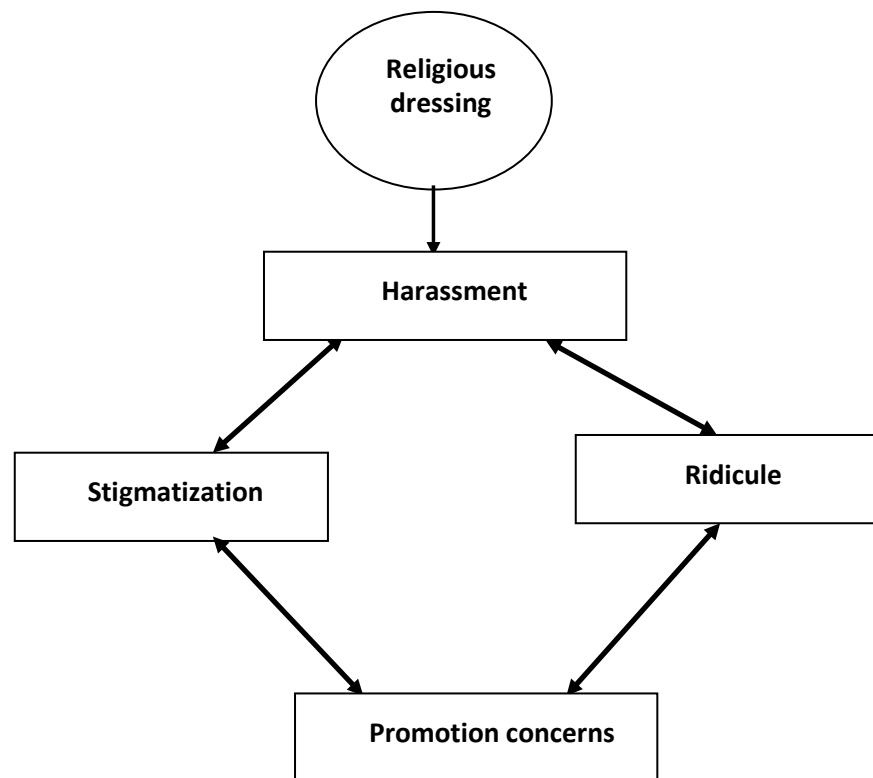 Religious
dressing
Harassment
Ridicule
Stigmatization
Promotion concerns